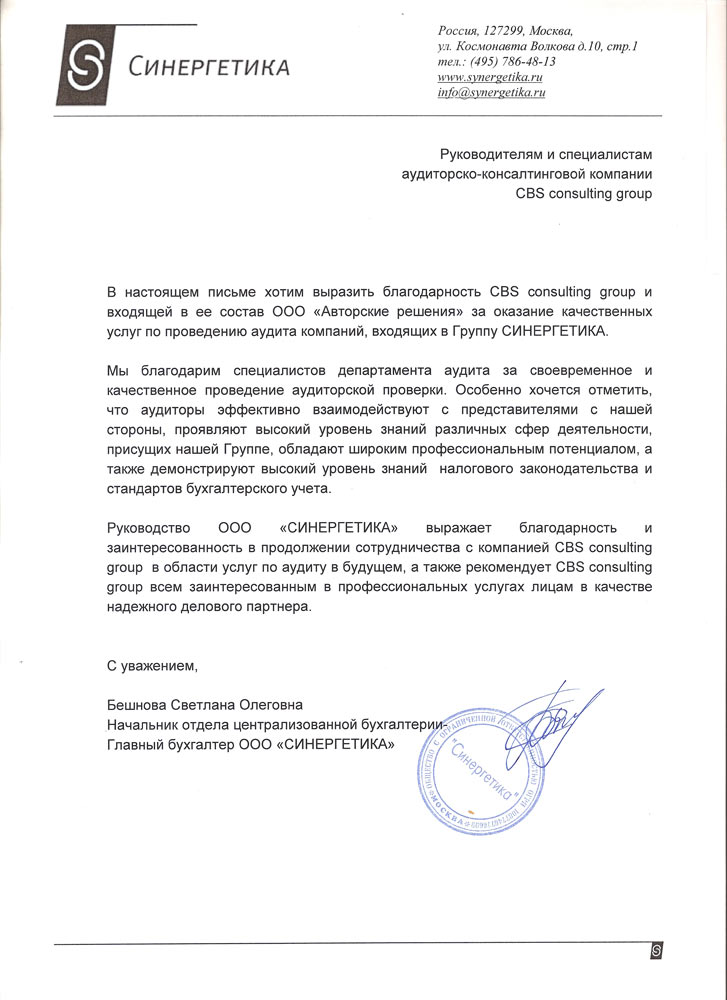 СИНЕРГЕТИКА
Россия, 127299, Москва,
ул. Космонавта Волкова д.10, стр.1
тел.: (495) 786-48-13
www.synergetika.ru
info@synergetika.ru
Руководителям и специалистам
аудиторско-консалтинговой компании
CBS consulting group
В настоящем письме хотим выразить благодарность CBS consulting group и
входящей в ее состав ООО «Авторские решения» за оказание качественных
услуг по проведению аудита компаний, входящих в Группу СИНЕРГЕТИКА.
Мы благодарим специалистов департамента аудита за своевременное и
качественное проведение аудиторской проверки. Особенно хочется отметить,
что аудиторы эффективно взаимодействуют с представителями с нашей
стороны, проявляют высокий уровень знаний различных сфер деятельности,
присущих нашей Группе, обладают широким профессиональным потенциалом, а
также демонстрируют высокий уровень знаний налогового законодательства и
стандартов бухгалтерского учета.
Руководство ООО «СИНЕРГЕТИКА» выражает благодарность и
заинтересованность в продолжении сотрудничества с компанией CBS consulting
group в области услуг по аудиту в будущем, а также рекомендует CBS consulting
group всем заинтересованным в профессиональных услугах лицам в качестве
надежного делового партнера.
С уважением,
Бешнова Светлана Олеговна
Начальник отдела централизованной бухгалтерии-
Главный бухгалтер ООО «СИНЕРГЕТИКА»
ОБЩЕСТВО С ОГРАНИЧЕННОЙ
МОСКВА
"Синергетика"